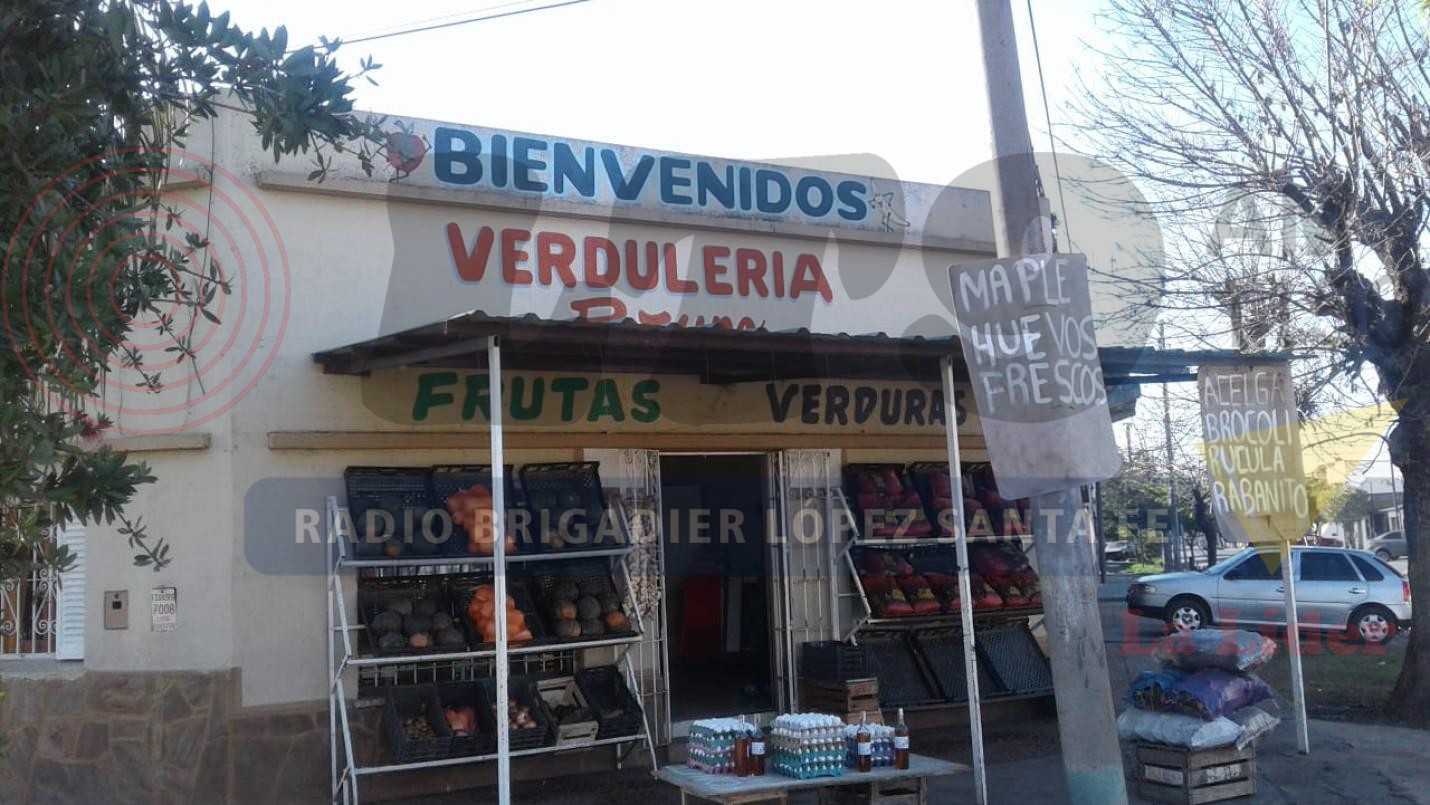 BIENVENIDOS
VERDULERIA
FRUTAS
VERDURAS
MAPLE
HUEVOS
FRESCOS
ACELGA
BROCOLI
RUCULA
RABANITO
RADIO BRIGADIER LÓPEZ SANTA FE
La Líder
7008